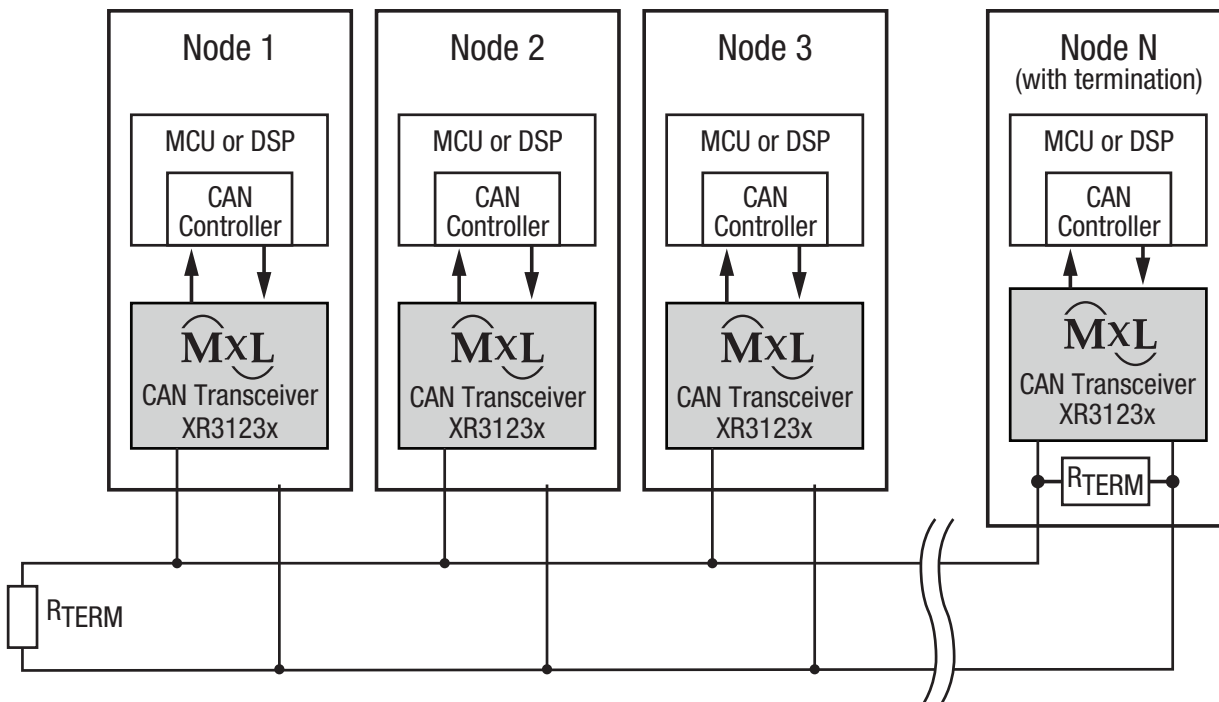 Node 1
MCU or DSP
CAN
Controller
MXL
CAN Transceiver
XR3123x
Node 2
MCU or DSP
CAN
Controller
MXL
CAN Transceiver
XR3123x
Node 3
MCU or DSP
CAN
Controller
MXL
CAN Transceiver
XR3123x
Node N
(with termination)
MCU or DSP
CAN
Controller
MXL
CAN Transceiver
XR3123x
RTERM
RTERM